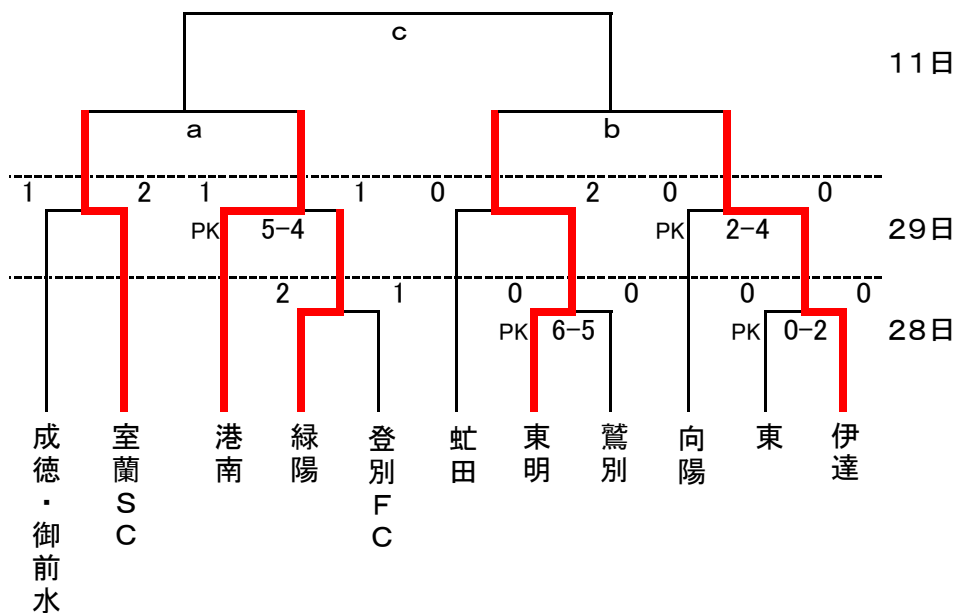 c
11日
a
b
1 2 1 1 0 2 0 0
PK 5-4 PK 2-4
29日
2 1 0 0 0 0
PK 6-5 PK 0-2
28日
成徳・御前水
室蘭SC
港南
緑陽
登別FC
虻田
東明
鷲別
向陽
東
伊達